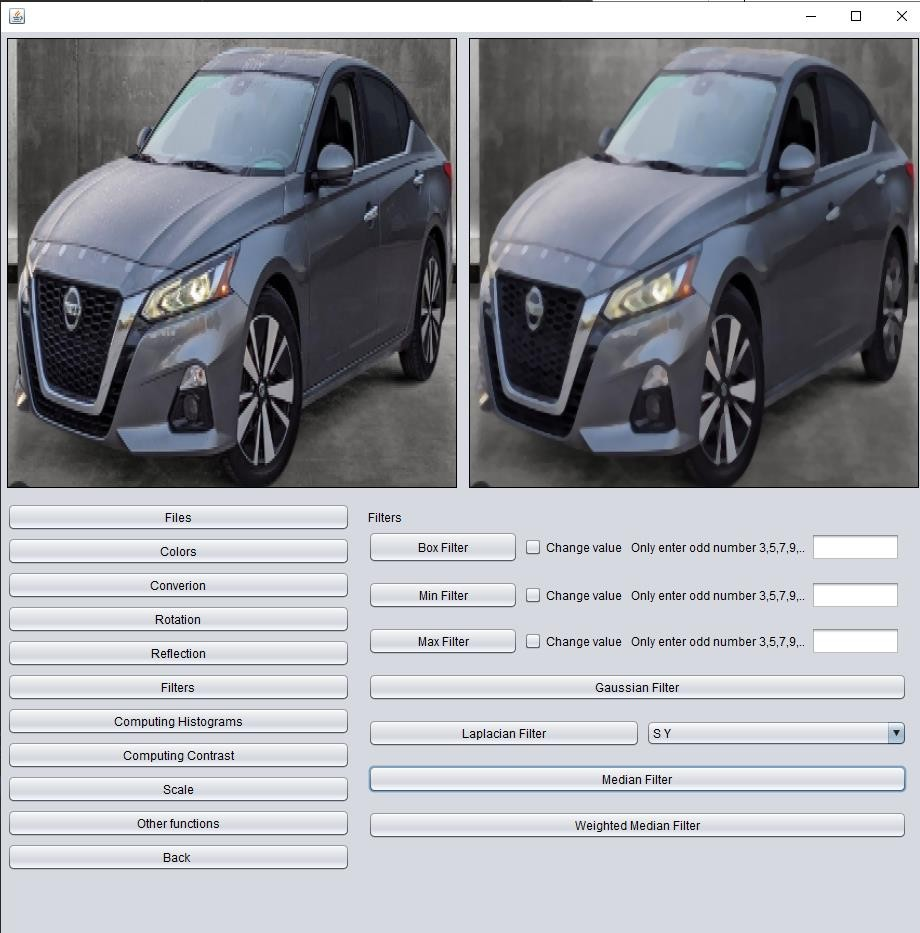 Files
Colors
Converion
Rotation
Reflection
Filters
Computing Histograms
Computing Contrast
Scale
Other functions
Back
Filters
Box Filter Change value Only enter odd number 3,5,7,9,..
Min Filter Change value Only enter odd number 3,5,7,9,..
Max Filter Change value Only enter odd number 3,5,7,9,..
Gaussian Filter
Laplacian Filter S Y
Median Filter
Weighted Median Filter